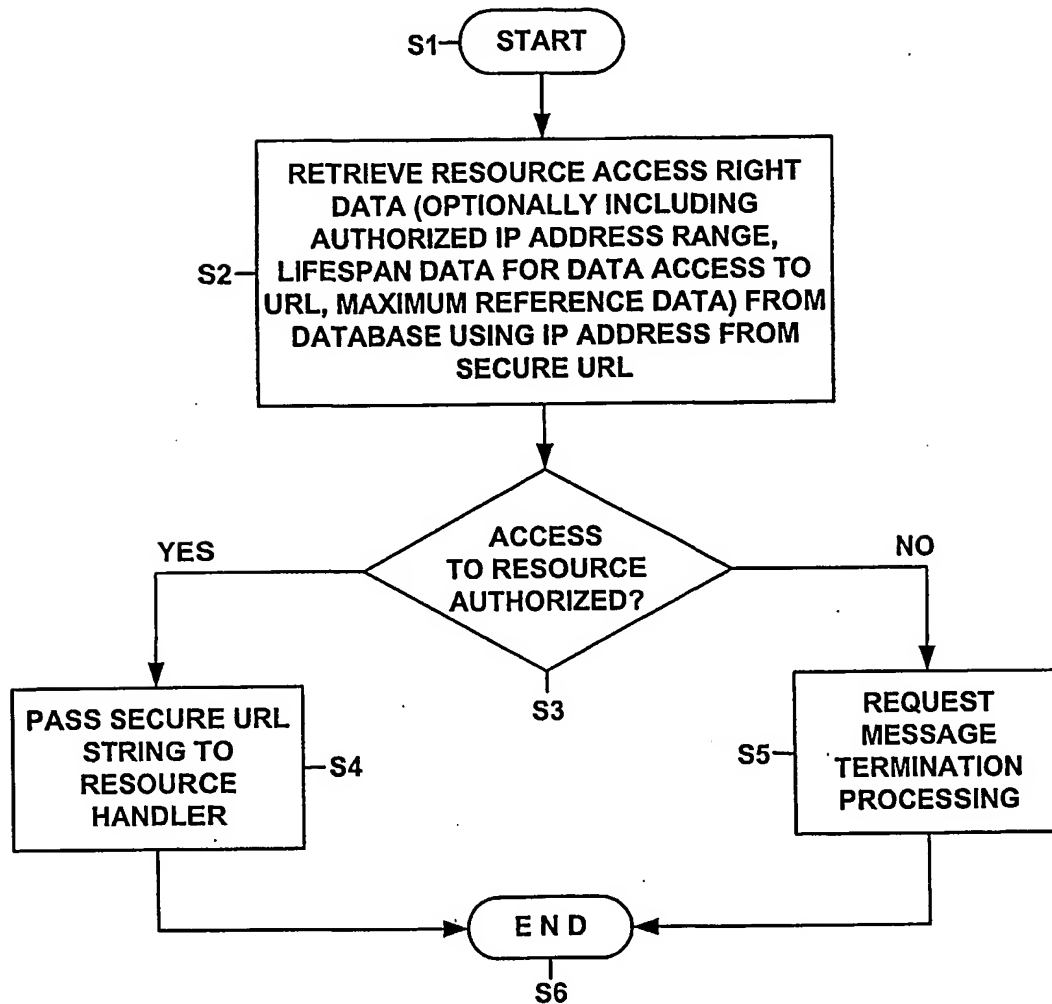 S1
START
RETRIEVE RESOURCE ACCESS RIGHT
DATA (OPTIONALLY INCLUDING
AUTHORIZED IP ADDRESS RANGE,
S2
LIFESPAN DATA FOR DATA ACCESS TO
URL, MAXIMUM REFERENCE DATA) FROM
DATABASE USING IP ADDRESS FROM
SECURE URL
YES
ACCESS
TO RESOURCE
AUTHORIZED?
NO
S3
PASS SECURE URL
STRING TO
RESOURCE
HANDLER
S4
S5
REQUEST
MESSAGE
TERMINATION
PROCESSING
E N D
S6